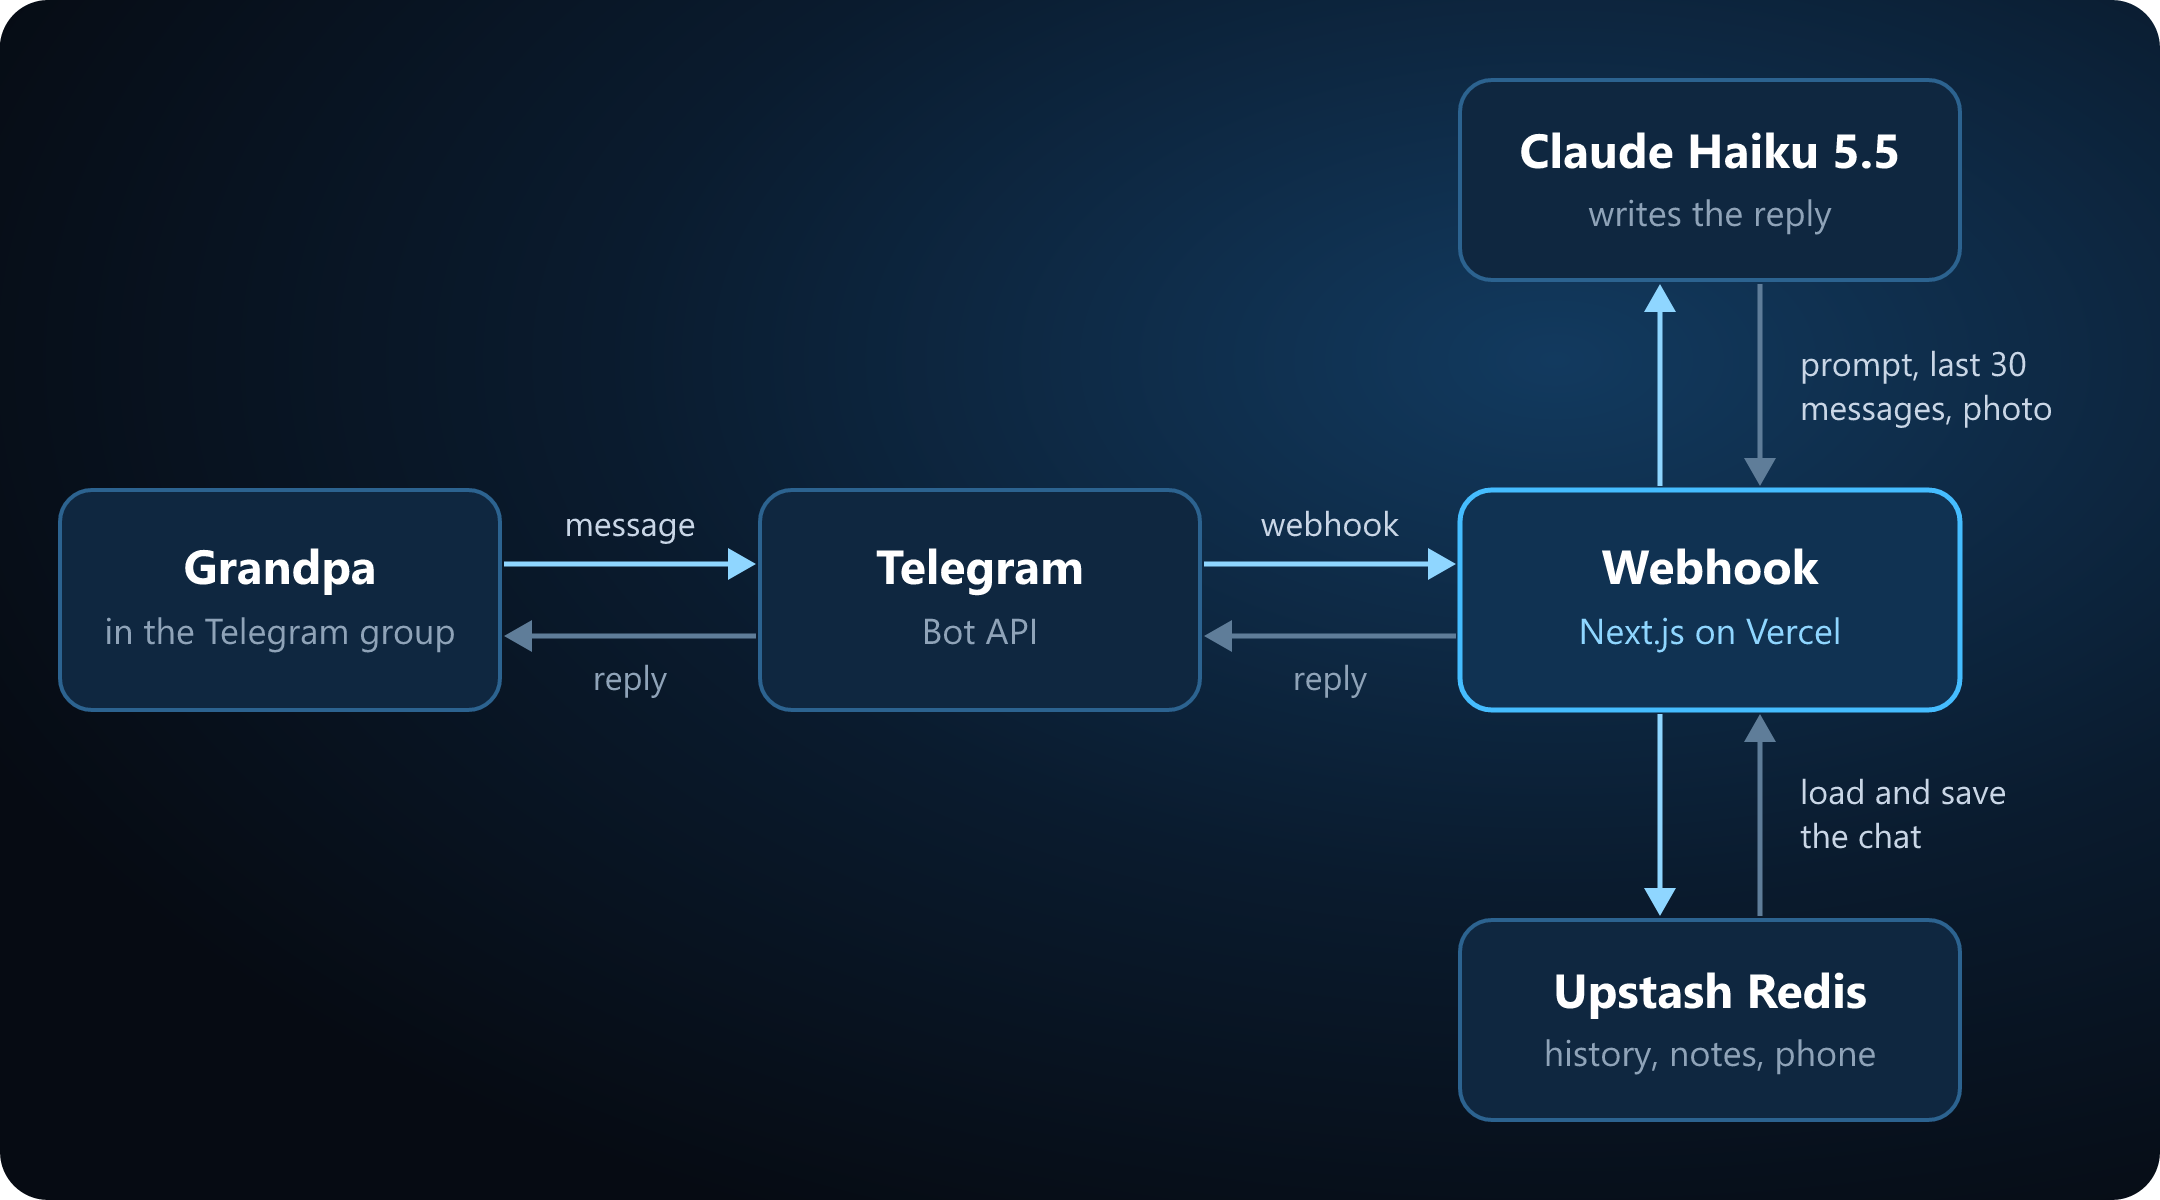 Claude Haiku 5.5
writes the reply
prompt, last 30
messages, photo
Grandpa
in the Telegram group
message
reply
Telegram
Bot API
webhook
reply
Webhook
Next.js on Vercel
load and save
the chat
Upstash Redis
history, notes, phone